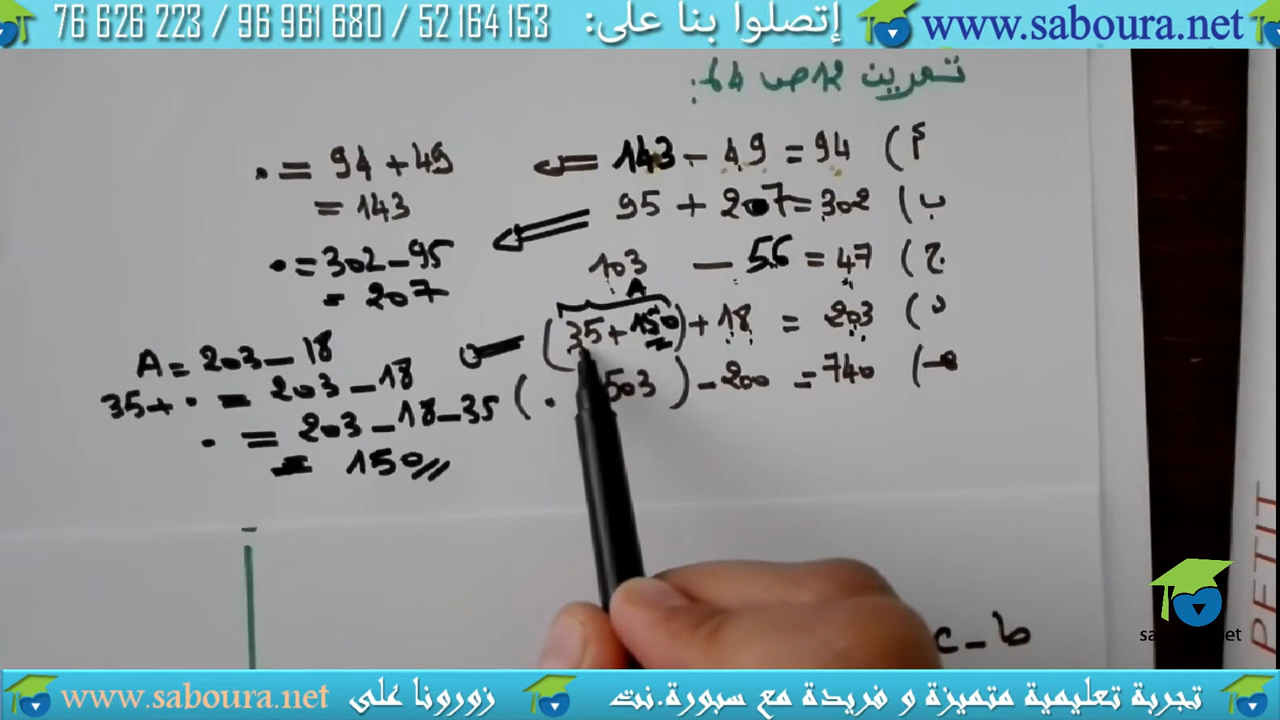 www.saboura.net إتصلوا بنا على: 52 164 153 / 96 961 680 / 76 626 223
تمرين 12 ص 64:
أ) 143 - 49 = 94
• = 94 + 49
= 143
ب) 95 + 207 = 302
• = 302 - 95
= 207
ج) 103 - 56 = 47
A
د) (35 + 150) + 18 = 203
A = 203 - 18
35 + • = 203 - 18
• = 203 - 18 - 35
= 150
هـ) (• 503) - 200 = 740
c - b
PETIT
تجربة تعليمية متميزة و فريدة مع سبورة.نت زورونا على www.saboura.net